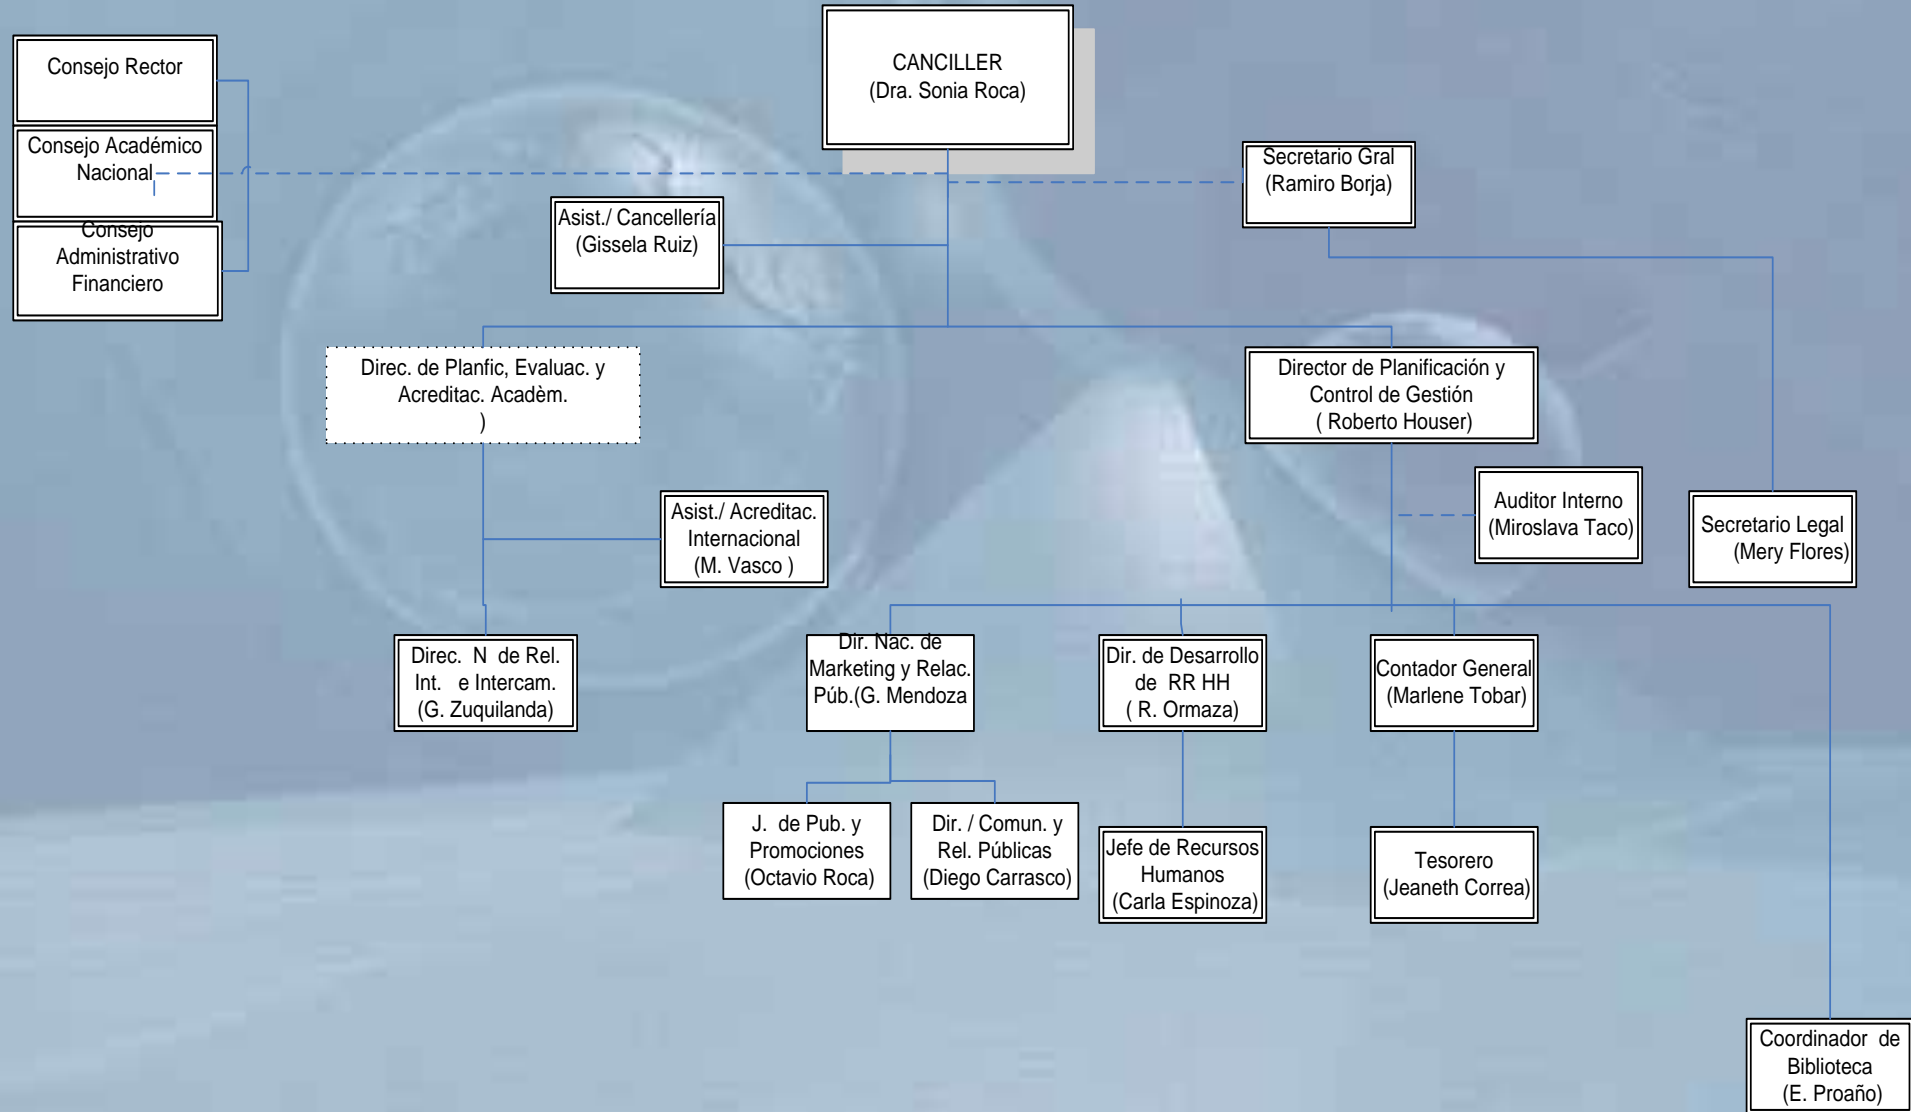 CANCILLER
(Dra. Sonia Roca)
Consejo Rector
Consejo Académico
Nacional
Consejo
Administrativo
Financiero
Secretario Gral
(Ramiro Borja)
Asist./ Cancellería
(Gissela Ruiz)
Direc. de Planfic, Evaluac. y
Acreditac. Acadèm.
)
Director de Planificación y
Control de Gestión
( Roberto Houser)
Asist./ Acreditac.
Internacional
(M. Vasco )
Auditor Interno
(Miroslava Taco)
Secretario Legal
(Mery Flores)
Direc. N de Rel.
Int. e Intercam.
(G. Zuquilanda)
Dir. Nac. de
Marketing y Relac.
Púb.(G. Mendoza
Dir. de Desarrollo
de RR HH
( R. Ormaza)
Contador General
(Marlene Tobar)
J. de Pub. y
Promociones
(Octavio Roca)
Dir. / Comun. y
Rel. Públicas
(Diego Carrasco)
Jefe de Recursos
Humanos
(Carla Espinoza)
Tesorero
(Jeaneth Correa)
Coordinador de
Biblioteca
(E. Proaño)